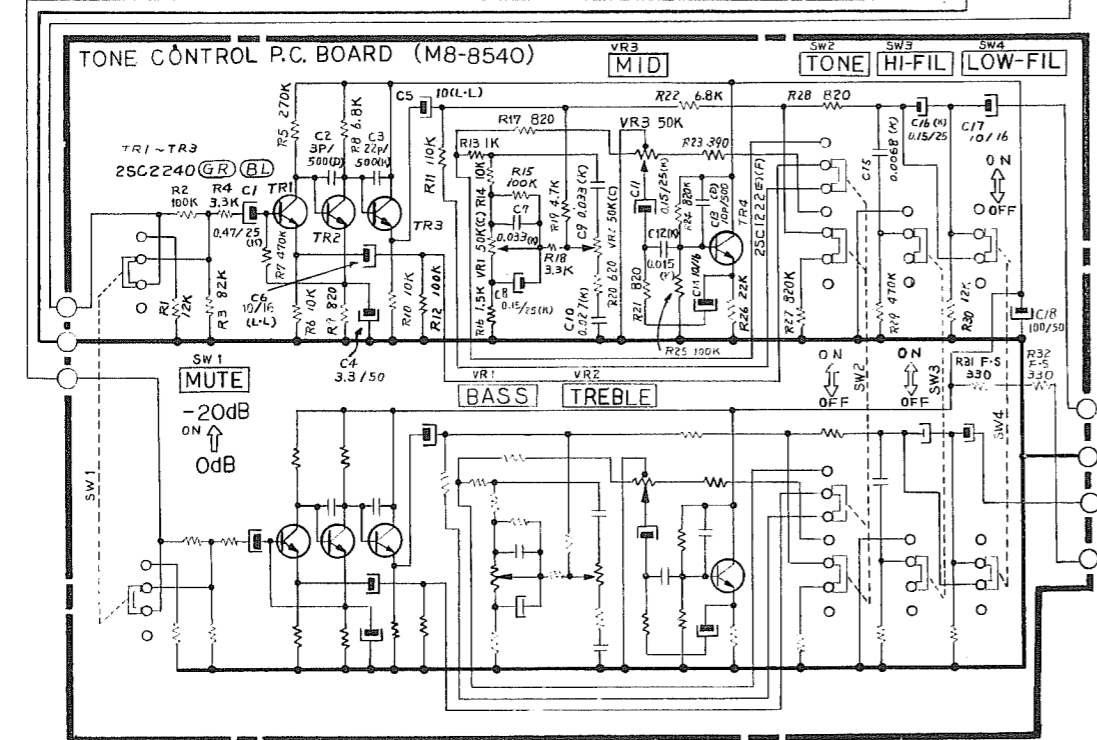 TONE CONTROL P.C. BOARD (M8-8540)
VR3
MID
SW2
TONE
SW3
HI-FIL
SW4
LOW-FIL
TR1~TR3
2SC2240 (GR) (BL)
R2
100K
R4
3.3K
C1
0.47/25
(K)
TR1
R5 270K
C2
3P/
500(D)
R8 6.8K
C3
22P/
500(K)
TR2
TR3
C5
10(L·L)
R11 110K
R17 820
R13 1K
R14 10K
R15
100K
C7
0.033(K)
VR1 50K(C)
R18
3.3K
C8
0.15/25(K)
R16 1.5K
R19 4.7K
C9 0.033(K)
VR2 50K(C)
R20 620
C10
0.027(K)
R22 6.8K
VR3 50K
R23 390
C11
0.15/25(K)
C12(K)
0.015
(K)
R24 820K
C13 (D)
10P/500
TR4
2SC1222(E)(F)
R21 820
C14 10/16
R25 100K
R26 22K
R28 820
R27 820K
C15
0.0068(K)
C16(K)
0.15/25
C17
10/16
ON
OFF
R29 470K
R30 12K
C18
100/50
R1
12K
R3 82K
R7 470K
C6
10/16
(L·L)
R6 10K
R9 820
C4
3.3/50
R10 10K
R12 100K
SW1
MUTE
-20dB
ON
0dB
SW1
VR1
BASS
VR2
TREBLE
ON
OFF
SW2
ON
OFF
SW3
R31 F·S
330
R32
F·S
330
SW4